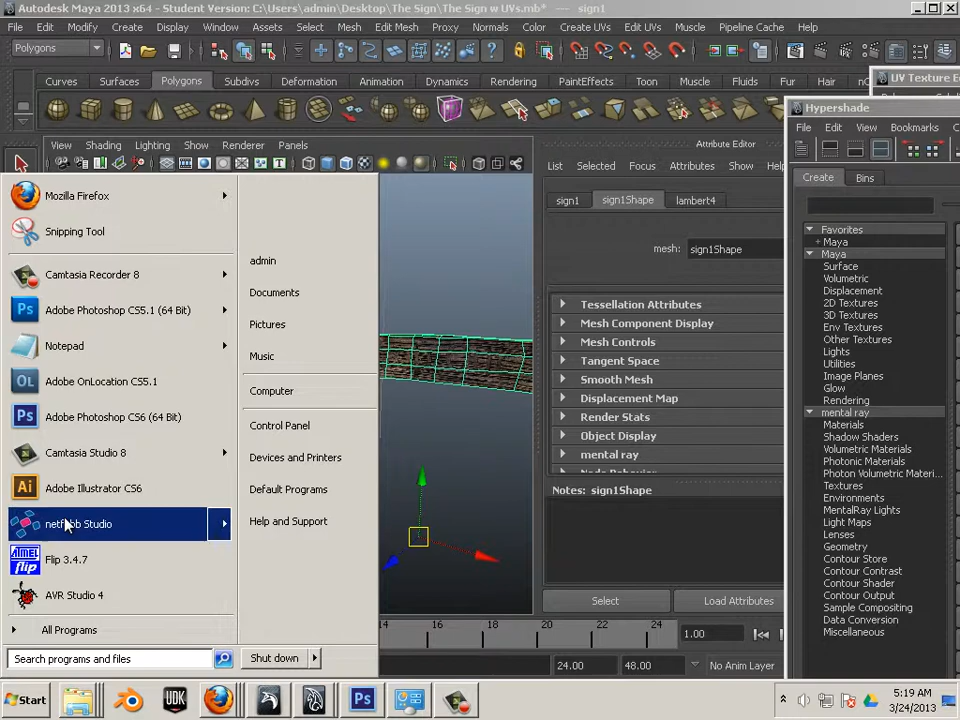 Autodesk Maya 2013 x64 - Student Version: C:\Users\admin\Desktop\The Sign\The Sign w UVs.mb* --- sign1
File Edit Modify Create Display Window Assets Select Mesh Edit Mesh Proxy Normals Color Create UVs Edit UVs Muscle Pipeline Cache Help
Polygons
UV Texture E
Curves Surfaces Polygons Subdivs Deformation Animation Dynamics Rendering PaintEffects Toon Muscle Fluids Fur Hair
Hypershade
File Edit View Bookmarks
View Shading Lighting Show Renderer Panels
Attribute Editor
List Selected Focus Attributes Show Help
Create Bins
sign1 sign1Shape lambert4
mesh: sign1Shape
Tessellation Attributes
Mesh Component Display
Mesh Controls
Tangent Space
Smooth Mesh
Displacement Map
Render Stats
Object Display
mental ray
Notes: sign1Shape
Select Load Attributes
Favorites
+ Maya
Maya
Surface
Volumetric
Displacement
2D Textures
3D Textures
Env Textures
Other Textures
Lights
Utilities
Image Planes
Glow
Rendering
mental ray
Materials
Shadow Shaders
Volumetric Materials
Photonic Materials
Photon Volumetric Materi...
Textures
Environments
MentalRay Lights
Light Maps
Lenses
Geometry
Contour Store
Contour Contrast
Contour Shader
Contour Output
Sample Compositing
Data Conversion
Miscellaneous
Mozilla Firefox
Snipping Tool
Camtasia Recorder 8
Adobe Photoshop CS5.1 (64 Bit)
Notepad
Adobe OnLocation CS5.1
Adobe Photoshop CS6 (64 Bit)
Camtasia Studio 8
Adobe Illustrator CS6
netfabb Studio
Flip 3.4.7
AVR Studio 4
All Programs
Search programs and files
admin
Documents
Pictures
Music
Computer
Control Panel
Devices and Printers
Default Programs
Help and Support
Shut down
14 16 18 20 22 24 1.00
24.00 48.00 No Anim Layer
Start
UDK
Ps
5:19 AM
3/24/2013